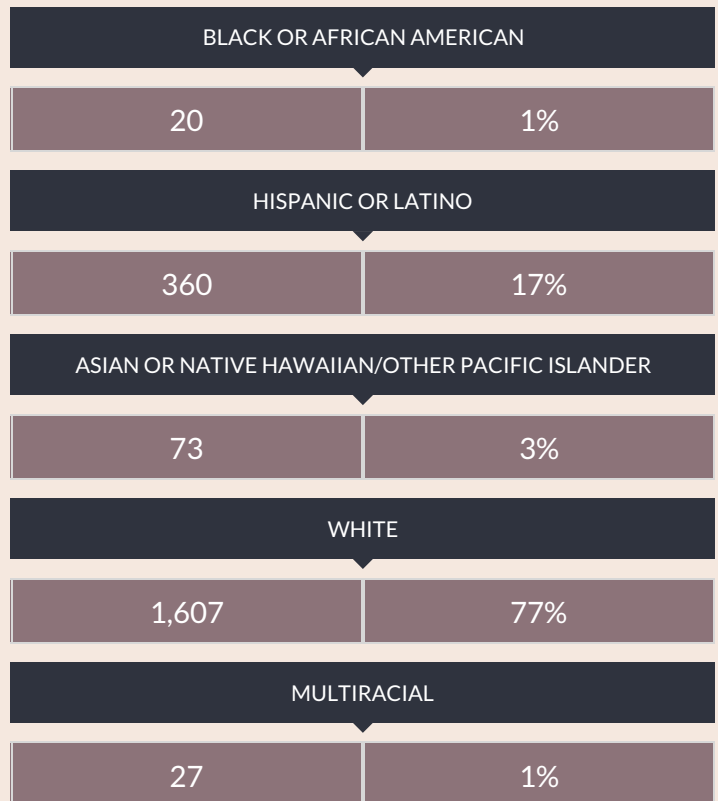 BLACK OR AFRICAN AMERICAN
20 1%
HISPANIC OR LATINO
360 17%
ASIAN OR NATIVE HAWAIIAN/OTHER PACIFIC ISLANDER
73 3%
WHITE
1,607 77%
MULTIRACIAL
27 1%